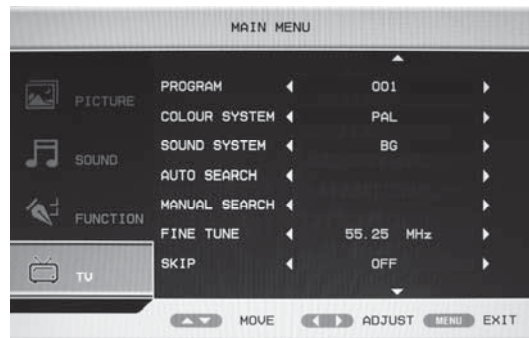 MAIN MENU
PICTURE
SOUND
FUNCTION
TV
PROGRAM 001
COLOUR SYSTEM PAL
SOUND SYSTEM BG
AUTO SEARCH
MANUAL SEARCH
FINE TUNE 55.25 MHz
SKIP OFF
MOVE ADJUST MENU EXIT